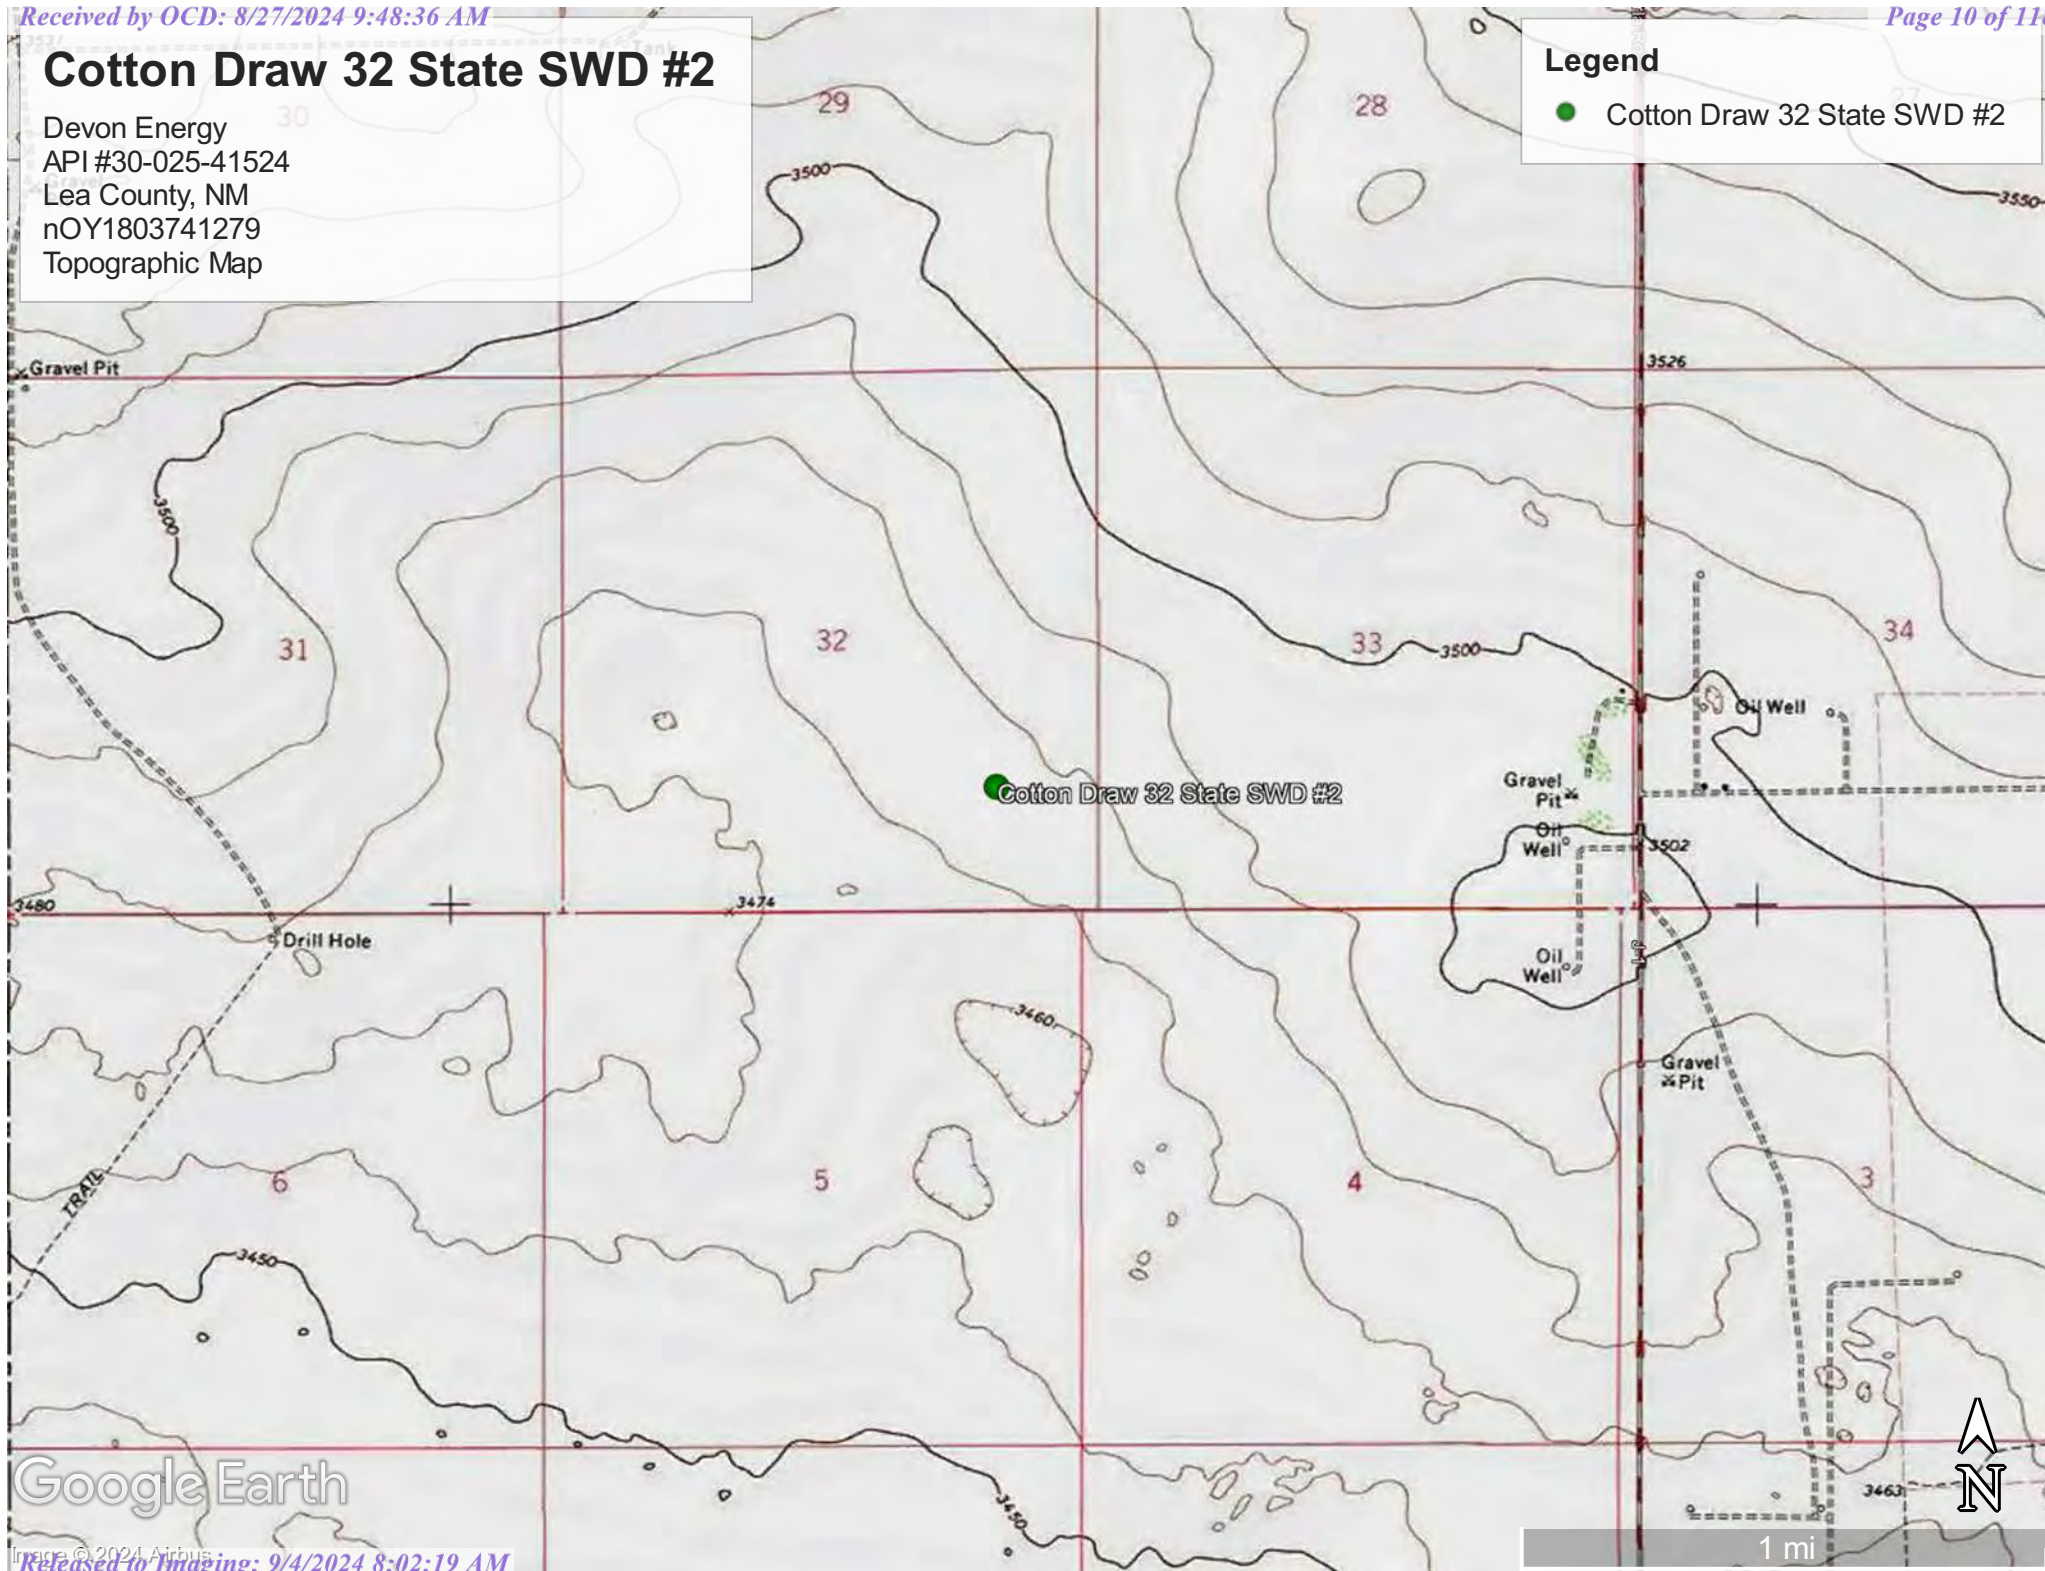 Received by OCD: 8/27/2024 9:48:36 AM
Page 10 of 11
Cotton Draw 32 State SWD #2
Devon Energy
API #30-025-41524
Lea County, NM
nOY1803741279
Topographic Map
Legend
Cotton Draw 32 State SWD #2
Tank
30
29
28
27
Gravel
3500
3550
Gravel Pit
3526
3500
31
32
33
3500
34
Oil Well
Cotton Draw 32 State SWD #2
Gravel
Pit
Oil
Well
3502
3480
3474
Drill Hole
Oil
Well
3460
Gravel
Pit
TRAIL
6
5
4
3
3450
3450
3463
N
Google Earth
1 mi
Image © 2024 Airbus
Released to Imaging: 9/4/2024 8:02:19 AM